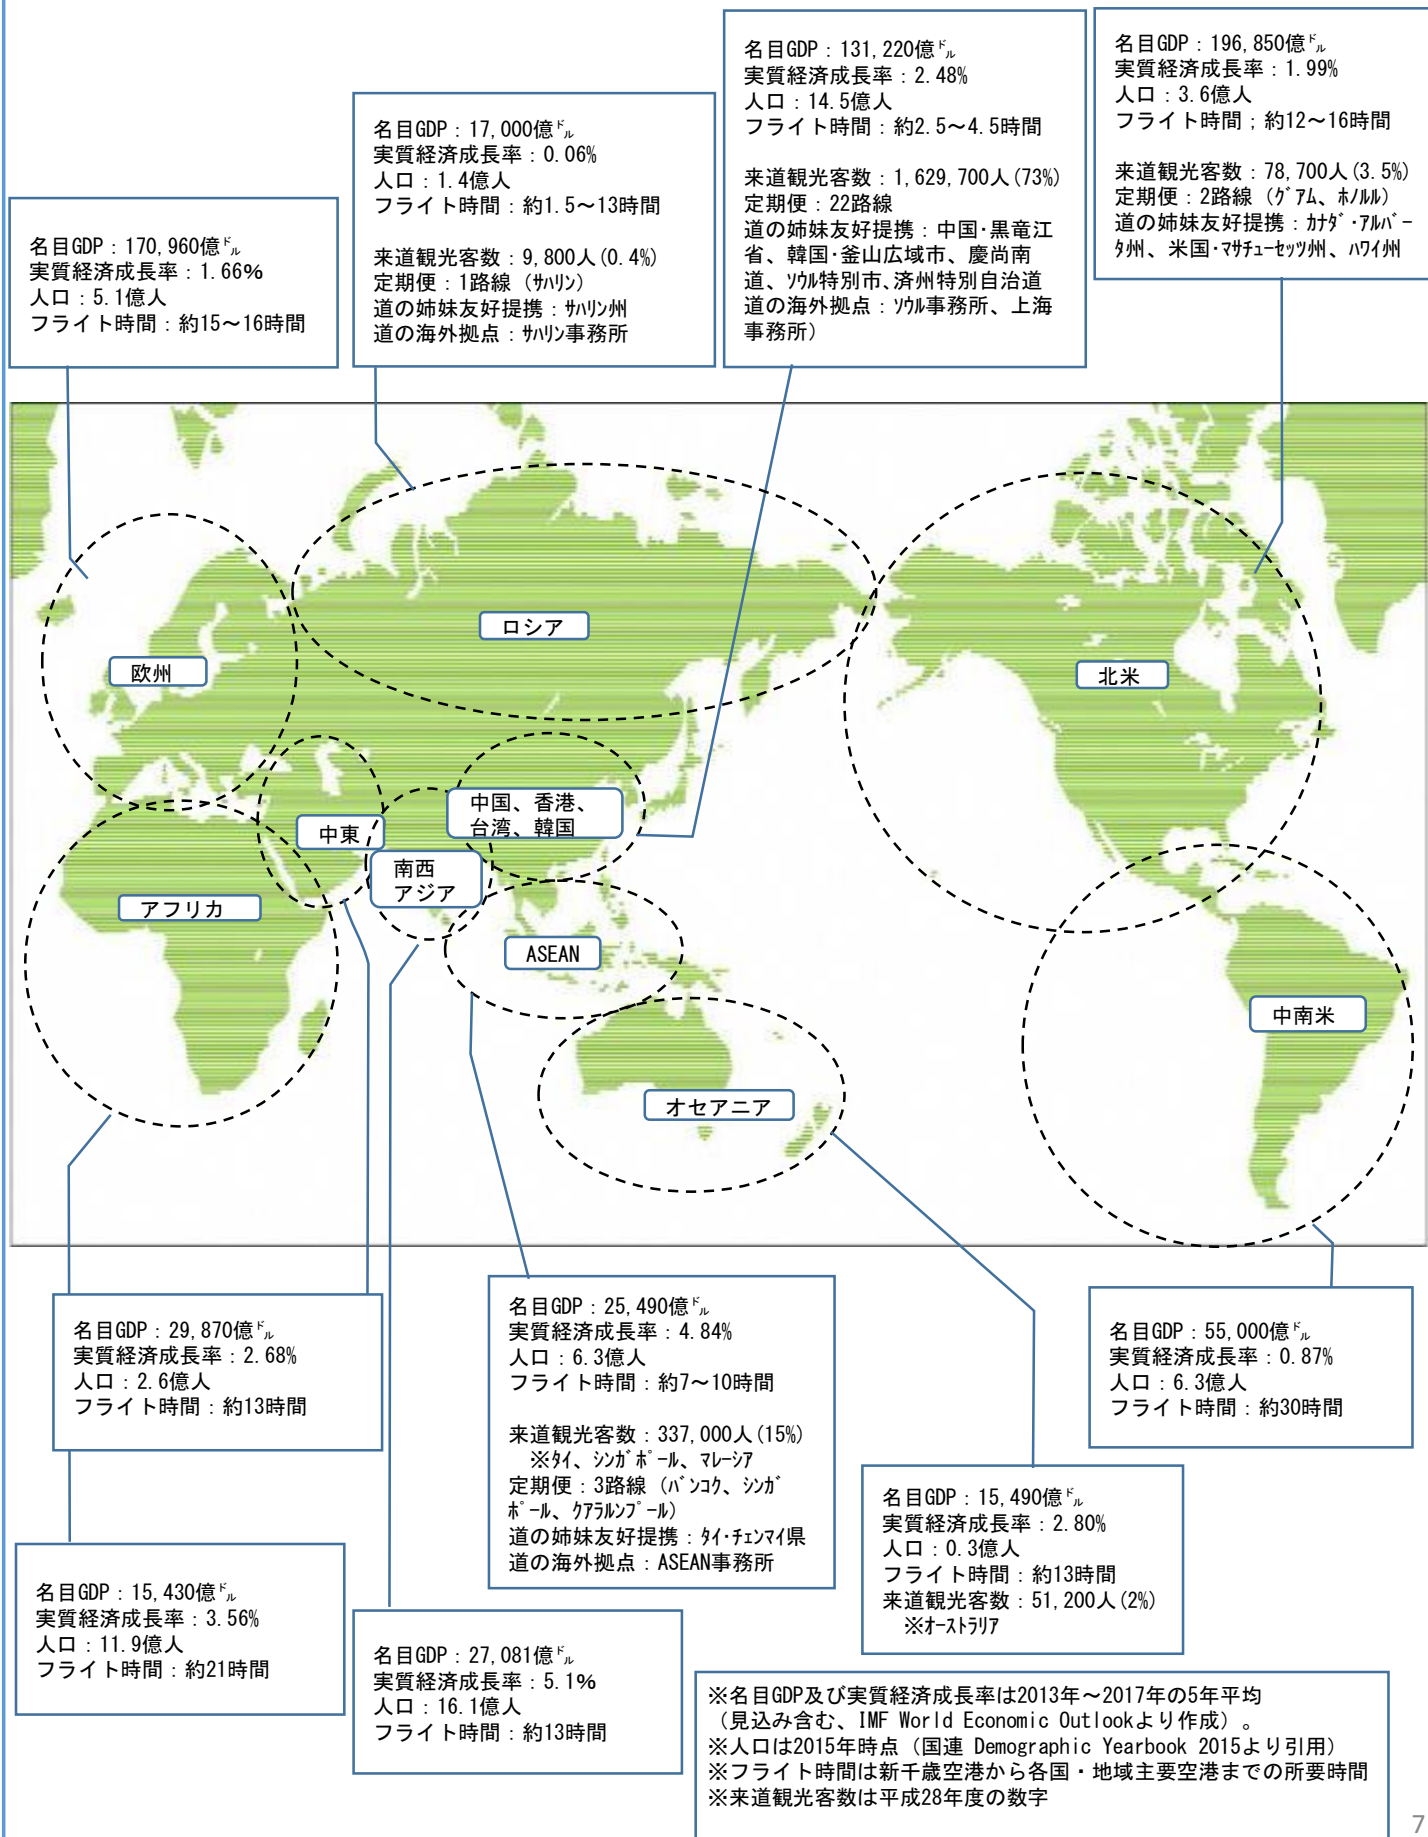 名目GDP：170,960億㌦
実質経済成長率：1.66%
人口：5.1億人
フライト時間：約15～16時間
名目GDP：17,000億㌦
実質経済成長率：0.06%
人口：1.4億人
フライト時間：約1.5～13時間
来道観光客数：9,800人(0.4%)
定期便：1路線（ｻﾊﾘﾝ）
道の姉妹友好提携：ｻﾊﾘﾝ州
道の海外拠点：ｻﾊﾘﾝ事務所
名目GDP：131,220億㌦
実質経済成長率：2.48%
人口：14.5億人
フライト時間：約2.5～4.5時間
来道観光客数：1,629,700人(73%)
定期便：22路線
道の姉妹友好提携：中国･黒竜江
省、韓国･釜山広域市、慶尚南
道、ｿｳﾙ特別市､済州特別自治道
道の海外拠点：ｿｳﾙ事務所、上海
事務所）
名目GDP：196,850億㌦
実質経済成長率：1.99%
人口：3.6億人
フライト時間；約12～16時間
来道観光客数：78,700人(3.5%)
定期便：2路線（ｸﾞｱﾑ、ﾎﾉﾙﾙ）
道の姉妹友好提携：ｶﾅﾀﾞ･ｱﾙﾊﾞｰ
ﾀ州、米国･ﾏｻﾁｭｰｾｯﾂ州、ﾊﾜｲ州
ロシア
欧州
北米
中国、香港、
台湾、韓国
中東
南西
アジア
アフリカ
ASEAN
中南米
オセアニア
名目GDP：29,870億㌦
実質経済成長率：2.68%
人口：2.6億人
フライト時間：約13時間
名目GDP：25,490億㌦
実質経済成長率：4.84%
人口：6.3億人
フライト時間：約7～10時間
来道観光客数：337,000人(15%)
※ﾀｲ、ｼﾝｶﾞﾎﾟｰﾙ、ﾏﾚｰｼｱ
定期便：3路線（ﾊﾞﾝｺｸ、ｼﾝｶﾞ
ﾎﾟｰﾙ、ｸｱﾗﾙﾝﾌﾟｰﾙ）
道の姉妹友好提携：ﾀｲ･ﾁｪﾝﾏｲ県
道の海外拠点：ASEAN事務所
名目GDP：55,000億㌦
実質経済成長率：0.87%
人口：6.3億人
フライト時間：約30時間
名目GDP：15,490億㌦
実質経済成長率：2.80%
人口：0.3億人
フライト時間：約13時間
来道観光客数：51,200人(2%)
※ｵｰｽﾄﾗﾘｱ
名目GDP：15,430億㌦
実質経済成長率：3.56%
人口：11.9億人
フライト時間：約21時間
名目GDP：27,081億㌦
実質経済成長率：5.1%
人口：16.1億人
フライト時間：約13時間
※名目GDP及び実質経済成長率は2013年～2017年の5年平均
（見込み含む、IMF World Economic Outlookより作成）。
※人口は2015年時点（国連 Demographic Yearbook 2015より引用）
※フライト時間は新千歳空港から各国・地域主要空港までの所要時間
※来道観光客数は平成28年度の数字
7